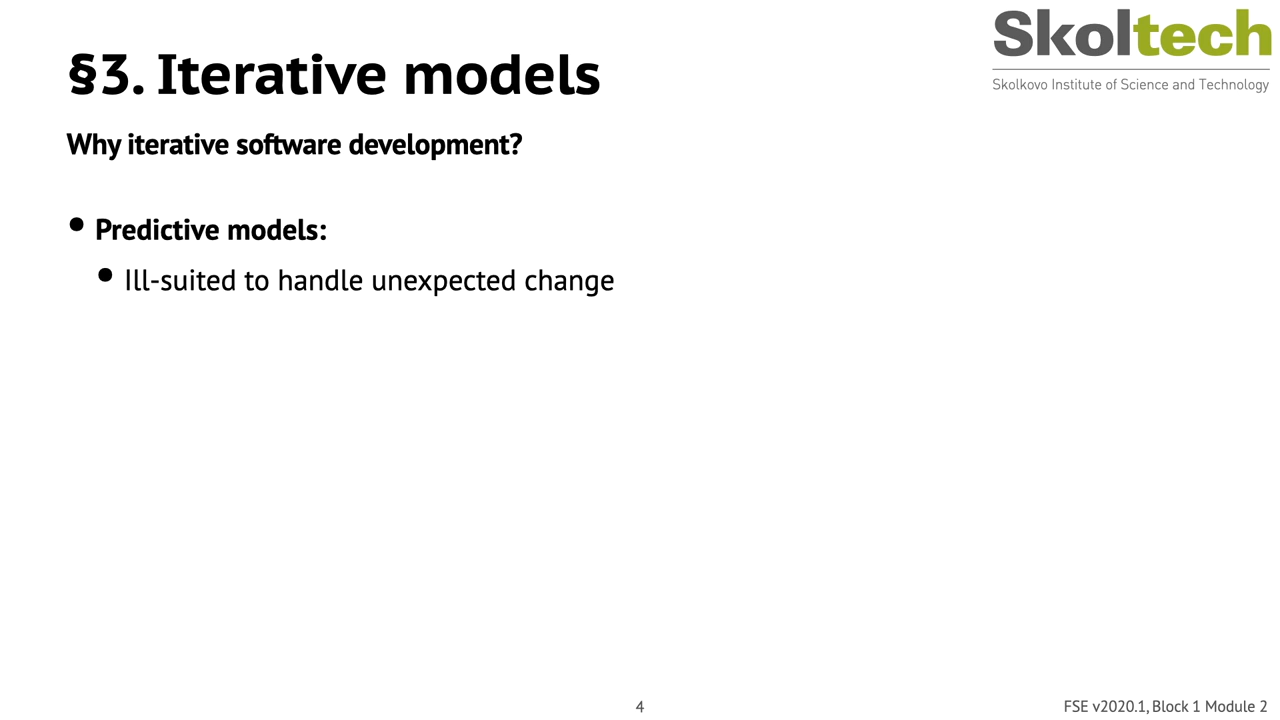 Skoltech
Skolkovo Institute of Science and Technology
§3. Iterative models
Why iterative software development?
• Predictive models:
• Ill-suited to handle unexpected change
4
FSE v2020.1, Block 1 Module 2